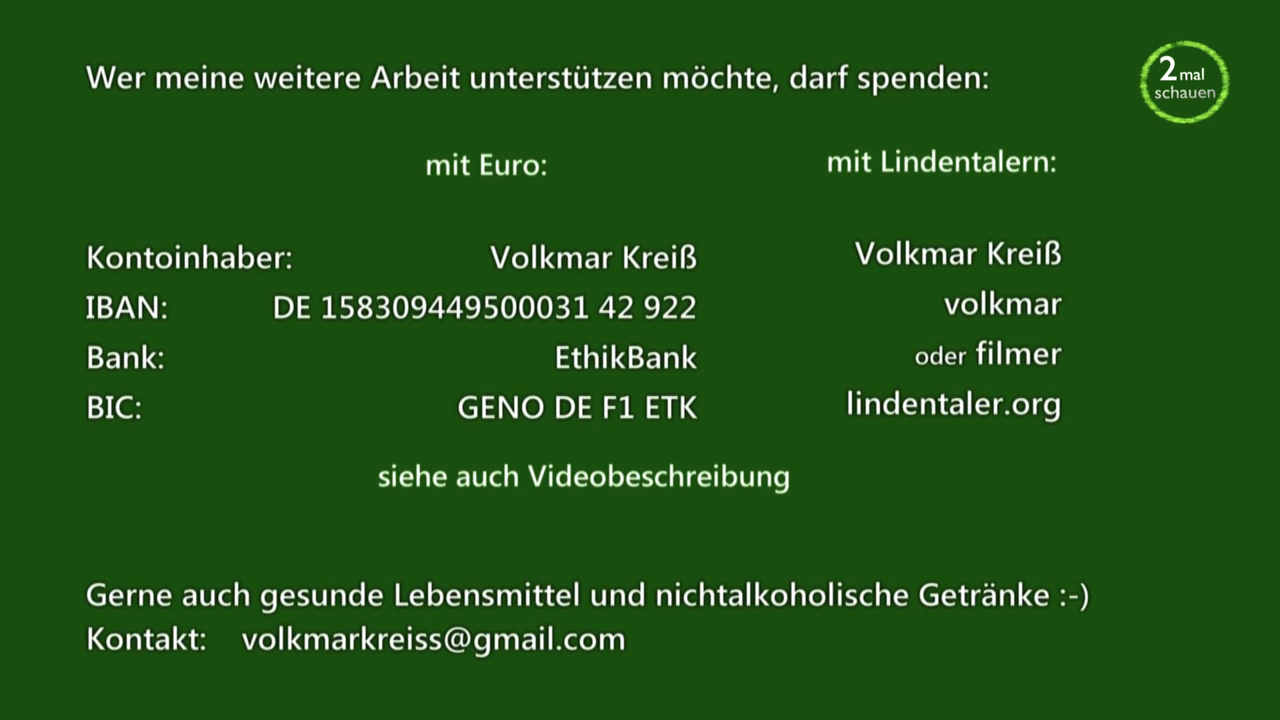 Wer meine weitere Arbeit unterstützen möchte, darf spenden:
2 mal
schauen
mit Euro: mit Lindentalern:
Kontoinhaber: Volkmar Kreiß Volkmar Kreiß
IBAN: DE 158309449500031 42 922 volkmar
Bank: EthikBank oder filmer
BIC: GENO DE F1 ETK lindentaler.org
siehe auch Videobeschreibung
Gerne auch gesunde Lebensmittel und nichtalkoholische Getränke :-)
Kontakt: volkmarkreiss@gmail.com